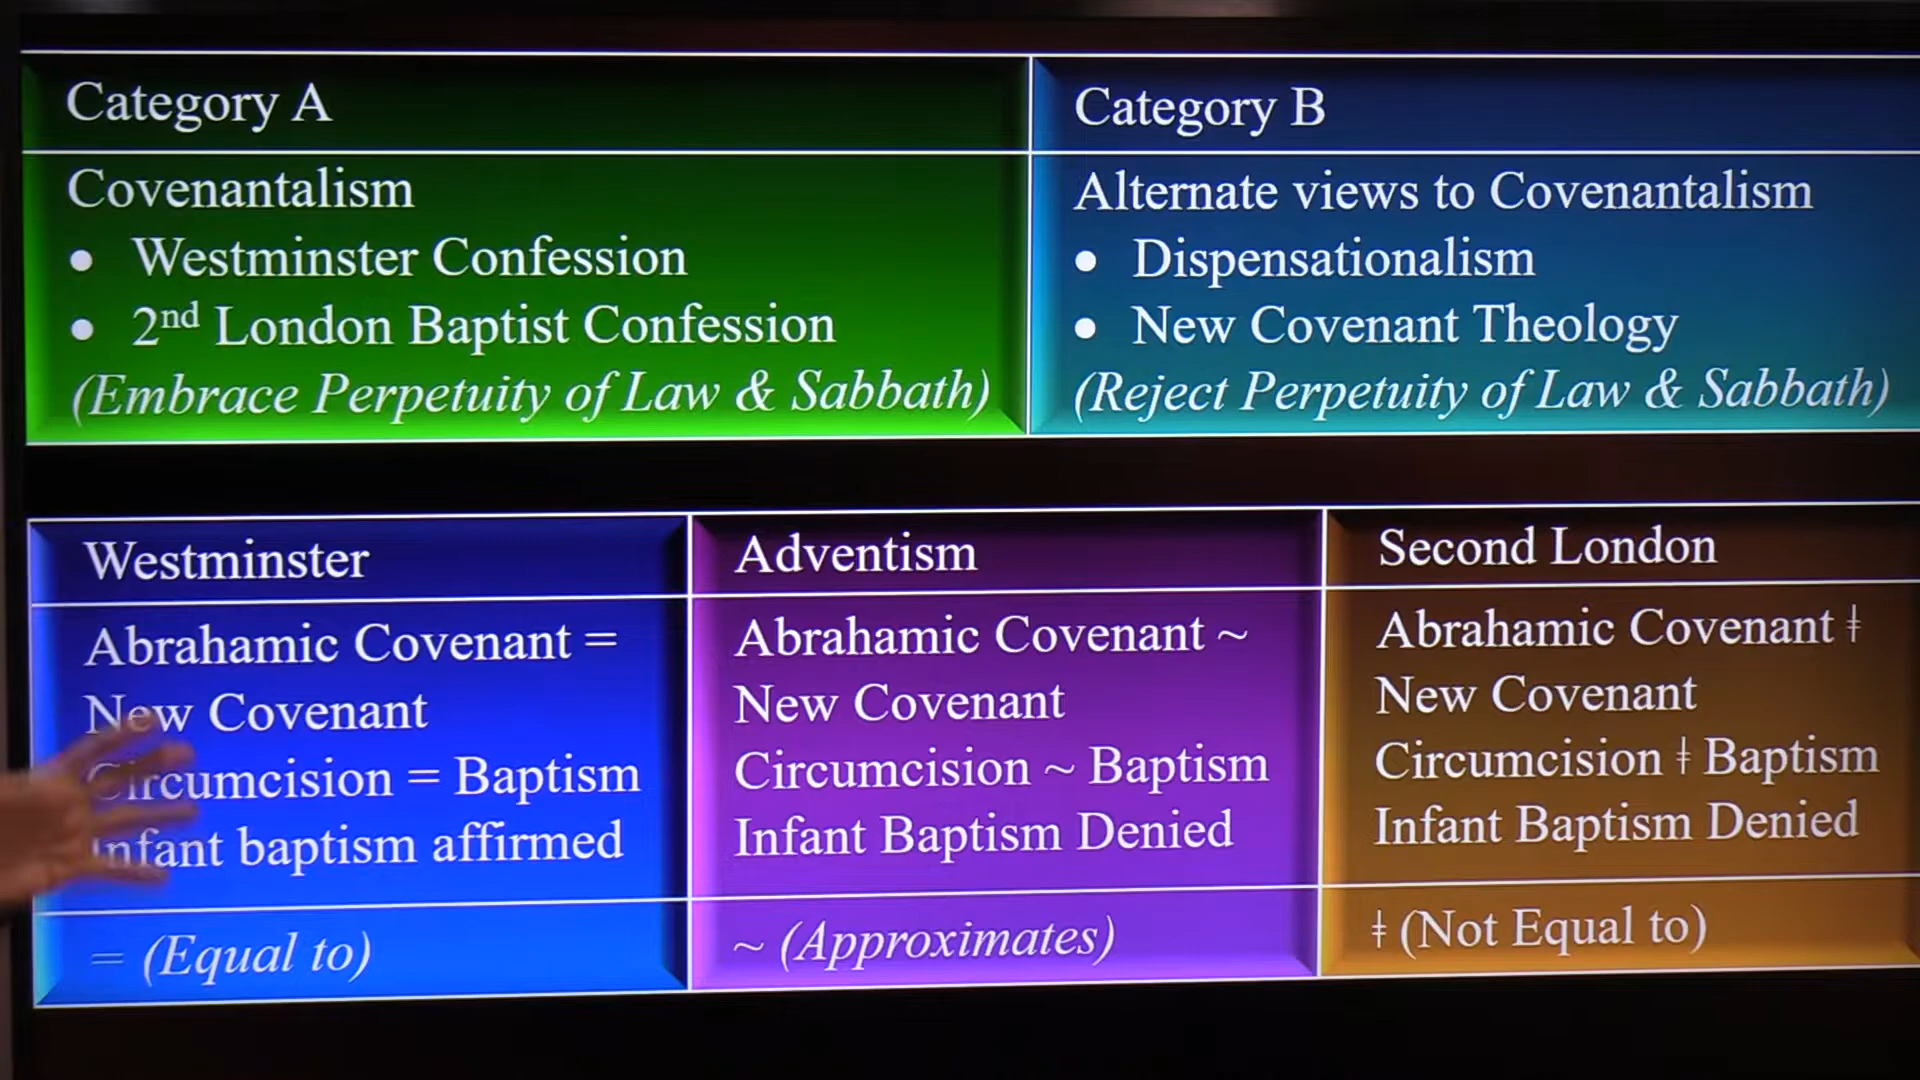 Category A
Category B
Covenantalism
• Westminster Confession
• 2nd London Baptist Confession
(Embrace Perpetuity of Law & Sabbath)
Alternate views to Covenantalism
• Dispensationalism
• New Covenant Theology
(Reject Perpetuity of Law & Sabbath)
Westminster
Abrahamic Covenant =
New Covenant
Circumcision = Baptism
Infant baptism affirmed
= (Equal to)
Adventism
Abrahamic Covenant ~
New Covenant
Circumcision ~ Baptism
Infant Baptism Denied
~ (Approximates)
Second London
Abrahamic Covenant ǂ
New Covenant
Circumcision ǂ Baptism
Infant Baptism Denied
ǂ (Not Equal to)